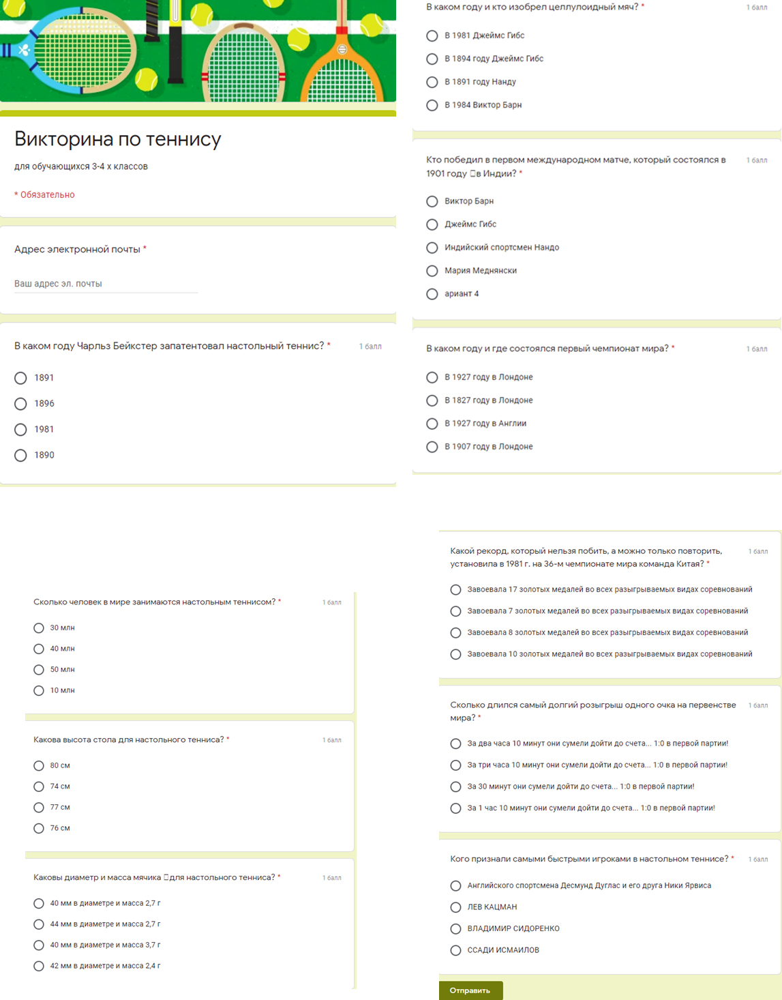 Викторина по теннису
для обучающихся 3-4 х классов
* Обязательно
Адрес электронной почты *
Ваш адрес эл. почты
В каком году Чарльз Бейкстер запатентовал настольный теннис? *
1 балл
1891
1896
1981
1890
В каком году и кто изобрел целлулоидный мяч? *
1 балл
В 1981 Джеймс Гибс
В 1894 году Джеймс Гибс
В 1891 году Нанду
В 1984 Виктор Барн
Кто победил в первом международном матче, который состоялся в
1 балл
1901 году в Индии? *
Виктор Барн
Джеймс Гибс
Индийский спортсмен Нандо
Мария Меднянски
ариант 4
В каком году и где состоялся первый чемпионат мира? *
1 балл
В 1927 году в Лондоне
В 1827 году в Лондоне
В 1927 году в Англии
В 1907 году в Лондоне
Сколько человек в мире занимаются настольным теннисом? *
1 балл
30 млн
40 млн
50 млн
10 млн
Какова высота стола для настольного тенниса? *
1 балл
80 см
74 см
77 см
76 см
Каковы диаметр и масса мячика для настольного тенниса? *
1 балл
40 мм в диаметре и масса 2,7 г
44 мм в диаметре и масса 2,7 г
40 мм в диаметре и масса 3,7 г
42 мм в диаметре и масса 2,4 г
Какой рекорд, который нельзя побить, а можно только повторить,
1 балл
установила в 1981 г. на 36-м чемпионате мира команда Китая? *
Завоевала 17 золотых медалей во всех разыгрываемых видах соревнований
Завоевала 7 золотых медалей во всех разыгрываемых видах соревнований
Завоевала 8 золотых медалей во всех разыгрываемых видах соревнований
Завоевала 10 золотых медалей во всех разыгрываемых видах соревнований
Сколько длился самый долгий розыгрыш одного очка на первенстве
1 балл
мира? *
За два часа 10 минут они сумели дойти до счета... 1:0 в первой партии!
За три часа 10 минут они сумели дойти до счета... 1:0 в первой партии!
За 30 минут они сумели дойти до счета... 1:0 в первой партии!
За 1 час 10 минут они сумели дойти до счета... 1:0 в первой партии!
Кого признали самыми быстрыми игроками в настольном теннисе? *
1 балл
Английского спортсмена Десмунд Дуглас и его друга Ники Ярвиса
ЛЕВ КАЦМАН
ВЛАДИМИР СИДОРЕНКО
ССАДИ ИСМАИЛОВ
Отправить